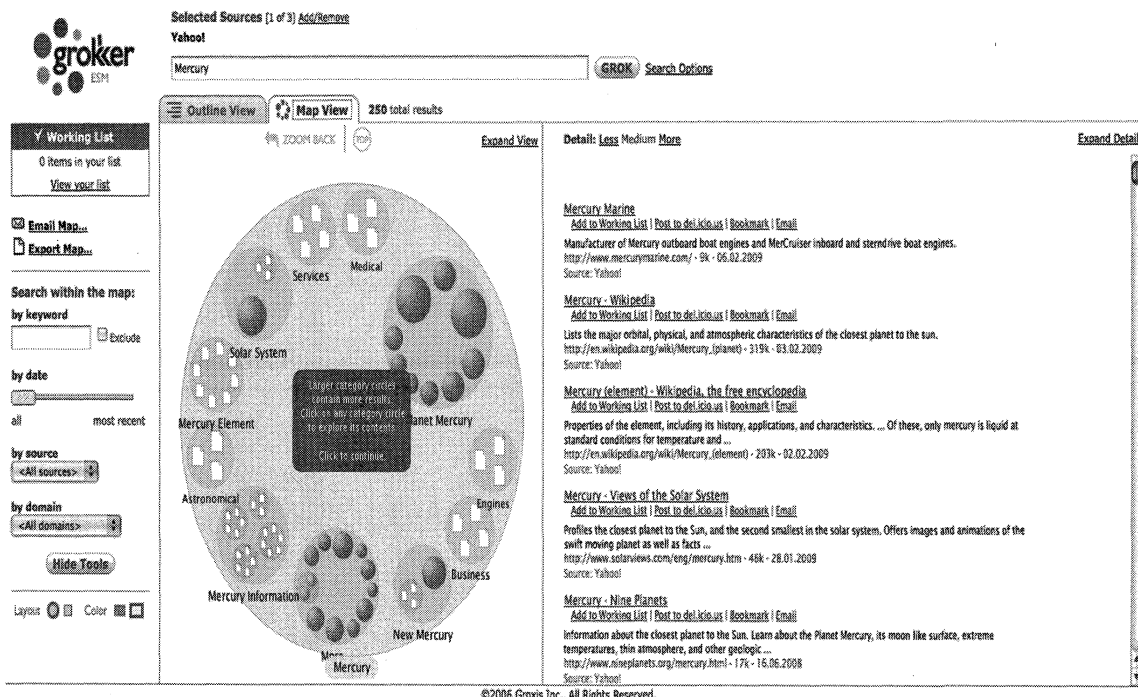 grokker
ESM
Selected Sources [1 of 3] Add/Remove
Yahoo!
Mercury
GROK
Search Options
Outline View
Map View
250 total results
Working List
0 items in your list
View your list
Email Map...
Export Map...
Search within the map:
by keyword
Exclude
by date
all
most recent
by source
<All sources>
by domain
<All domains>
Hide Tools
Layout
Color
ZOOM BACK
TOP
Expand View
Services
Medical
Solar System
Mercury Element
Astronomical
Mercury Information
More
Mercury
New Mercury
Business
Engines
Planet Mercury
Larger category circles
contain more results.
Click on any category circle
to explore its contents.
Click to continue.
Detail: Less Medium More
Expand Detail
Mercury Marine
Add to Working List | Post to del.icio.us | Bookmark | Email
Manufacturer of Mercury outboard boat engines and MerCruiser inboard and sterndrive boat engines.
http://www.mercurymarine.com/ - 9k - 06.02.2009
Source: Yahoo!
Mercury - Wikipedia
Add to Working List | Post to del.icio.us | Bookmark | Email
Lists the major orbital, physical, and atmospheric characteristics of the closest planet to the sun.
http://en.wikipedia.org/wiki/Mercury_(planet) - 319k - 03.02.2009
Source: Yahoo!
Mercury (element) - Wikipedia, the free encyclopedia
Add to Working List | Post to del.icio.us | Bookmark | Email
Properties of the element, including its history, applications, and characteristics. ... Of these, only mercury is liquid at
standard conditions for temperature and ...
http://en.wikipedia.org/wiki/Mercury_(element) - 203k - 02.02.2009
Source: Yahoo!
Mercury - Views of the Solar System
Add to Working List | Post to del.icio.us | Bookmark | Email
Profiles the closest planet to the Sun, and the second smallest in the solar system. Offers images and animations of the
swift moving planet as well as facts ...
http://www.solarviews.com/eng/mercury.htm - 46k - 28.01.2009
Source: Yahoo!
Mercury - Nine Planets
Add to Working List | Post to del.icio.us | Bookmark | Email
Information about the closest planet to the Sun. Learn about the Planet Mercury, its moon like surface, extreme
temperatures, thin atmosphere, and other geologic ...
http://www.nineplanets.org/mercury.html - 17k - 16.06.2008
Source: Yahoo!
©2006 Groxis Inc., All Rights Reserved.